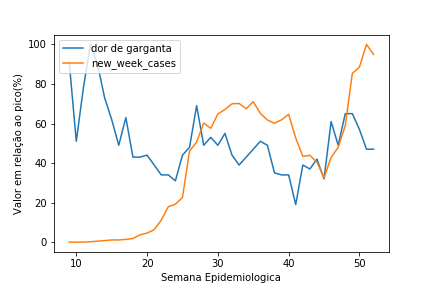 dor de garganta
new_week_cases
100
80
60
40
20
0
Valor em relação ao pico(%)
10 20 30 40 50
Semana Epidemiologica